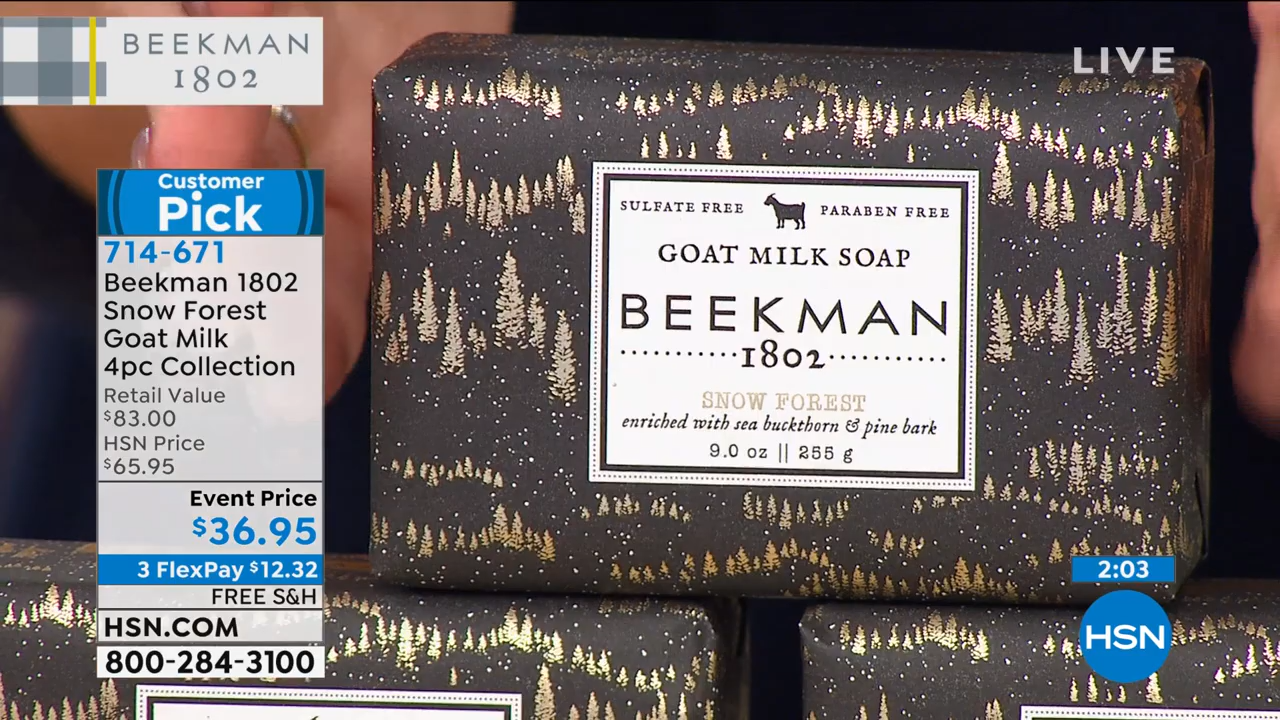 BEEKMAN
1802
LIVE
Customer
Pick
714-671
Beekman 1802
Snow Forest
Goat Milk
4pc Collection
Retail Value
$83.00
HSN Price
$65.95
Event Price
$36.95
3 FlexPay $12.32
FREE S&H
HSN.COM
800-284-3100
SULFATE FREE PARABEN FREE
GOAT MILK SOAP
BEEKMAN
1802
SNOW FOREST
enriched with sea buckthorn & pine bark
9.0 oz || 255 g
2:03
HSN